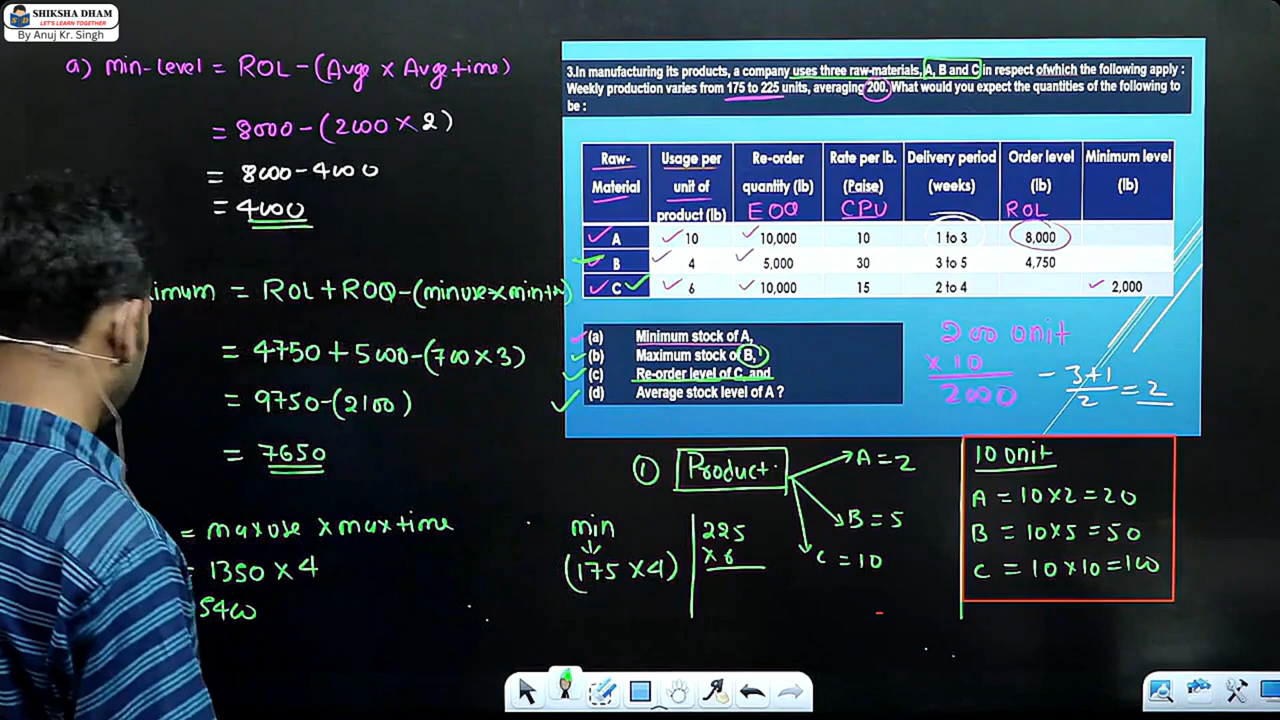 SHIKSHA DHAM
LET'S LEARN TOGETHER
By Anuj Kr. Singh
a) min-level = ROL - (Avge × Avge time)
= 8000 - (2000 × 2)
= 8000 - 4000
= 4000
= ROL + ROQ - (minuse × min
= 4750 + 5000 - (700 × 3)
= 9750 - (2100)
= 7650
= maxuse × maxtime
= 1350 × 4
5400
3.In manufacturing its products, a company uses three raw-materials, A, B and C in respect ofwhich the following apply :
Weekly production varies from 175 to 225 units, averaging 200. What would you expect the quantities of the following to
be :
Raw-Material Usage per unit of product (lb) Re-order quantity (lb) Rate per lb. (Paise) Delivery period (weeks) Order level (lb) Minimum level (lb)
EOQ CPU ROL
A 10 10,000 10 1 to 3 8,000
B 4 5,000 30 3 to 5 4,750
C 6 10,000 15 2 to 4 2,000
(a) Minimum stock of A,
(b) Maximum stock of B,
(c) Re-order level of C, and
(d) Average stock level of A ?
200 unit
× 10
2000
3+1
2
= 2
① Product
A = 2
B = 5
C = 10
min
(175 × 4)
225
× 6
10 unit
A = 10 × 2 = 20
B = 10 × 5 = 50
C = 10 × 10 = 100